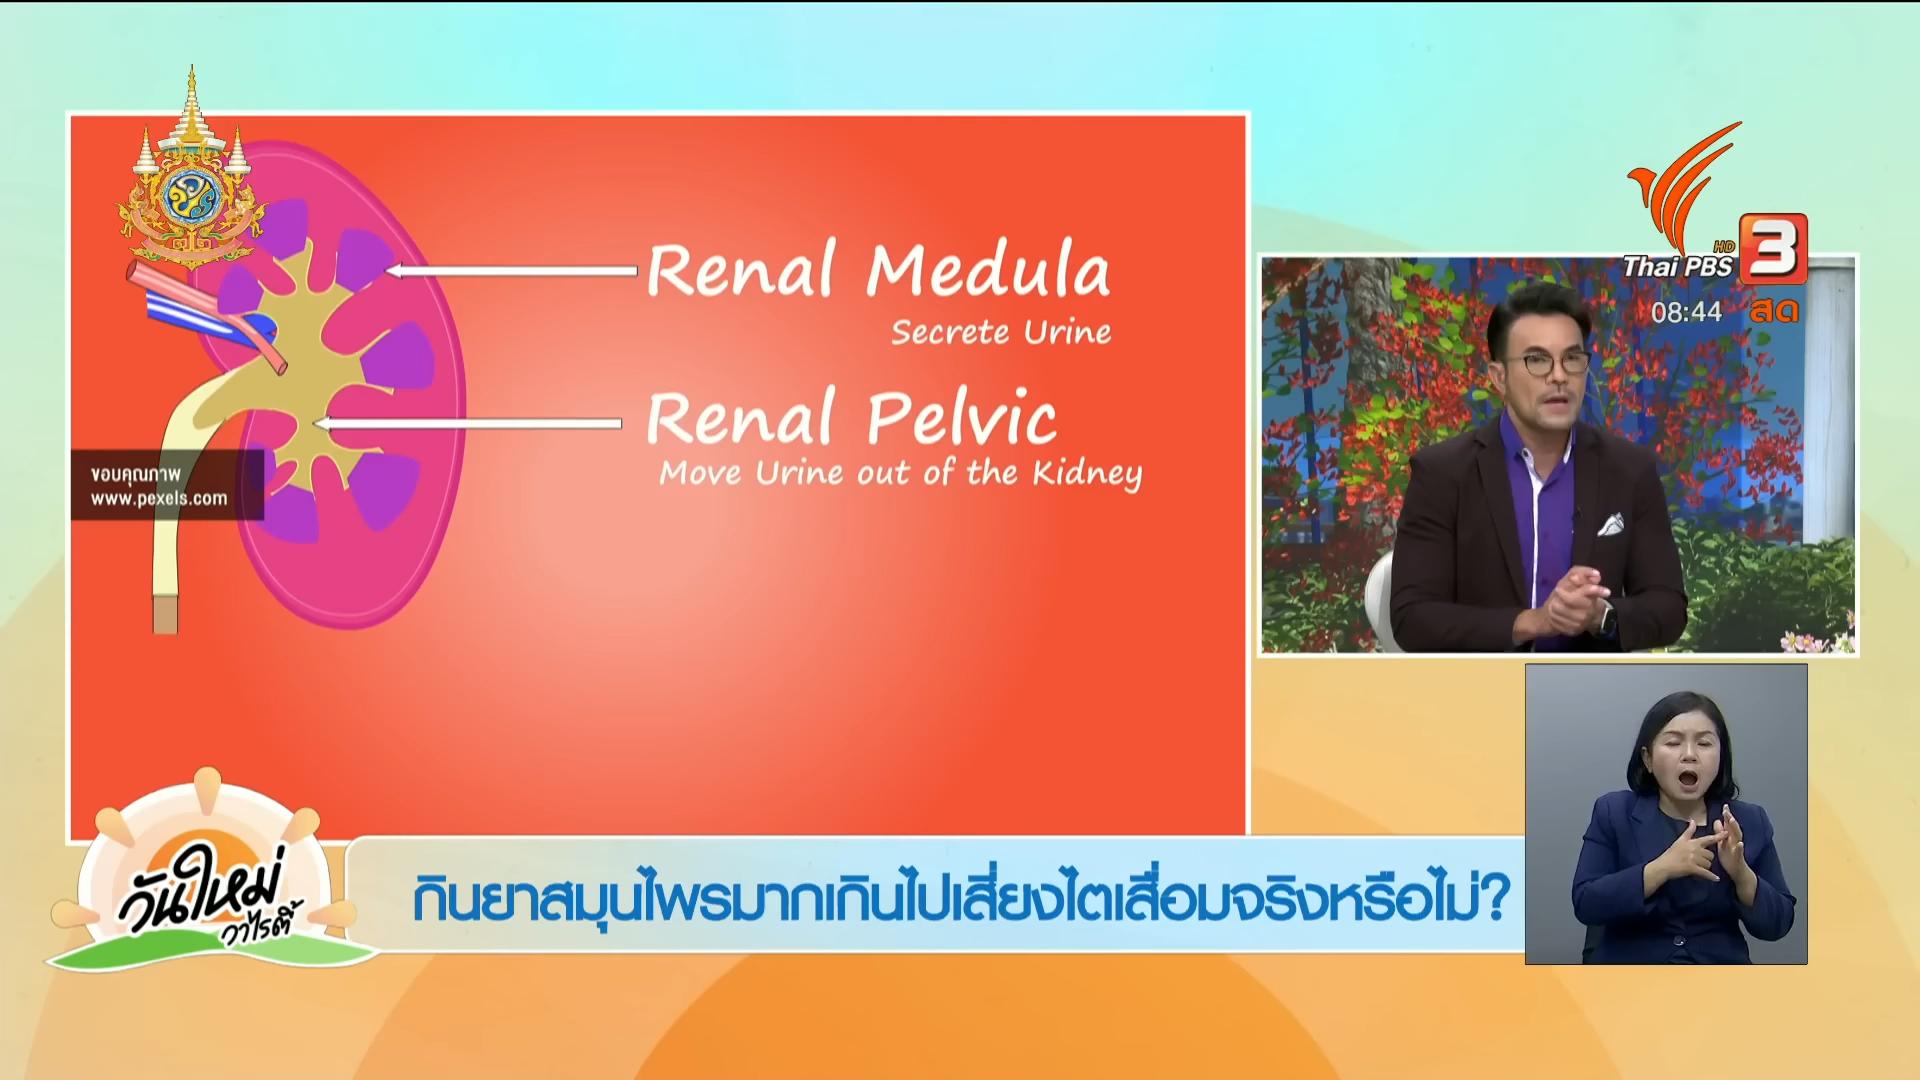 Renal Medula
Secrete Urine
Renal Pelvic
Move Urine out of the Kidney
ขอบคุณภาพ
www.pexels.com
HD
Thai PBS 3
08:44 สด
วันใหม่
วาไรตี้
กินยาสมุนไพรมากเกินไปเสี่ยงไตเสื่อมจริงหรือไม่?